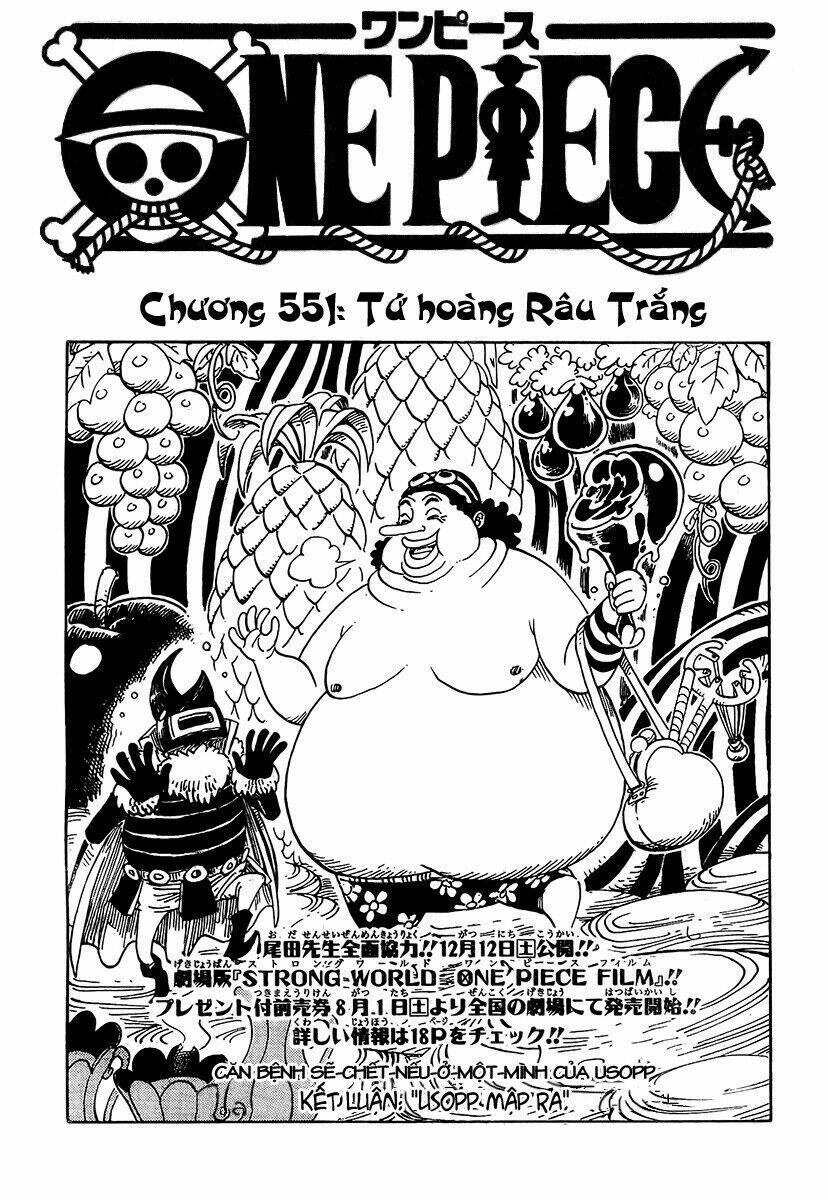 ワンピース
ONE PIECE
Chương 551: Tứ hoàng Râu Trắng
尾田先生全面協力!! 12月12日土公開!!
劇場版『STRONG WORLD ONE PIECE FILM』!!
プレゼント付前売券8月1日土より全国の劇場にて発売開始!!
詳しい情報は18Pをチェック!!
CĂN BỆNH SẼ-CHẾT-NẾU-Ở-MỘT-MÌNH CỦA USOPP
KẾT LUẬN: "USOPP MẬP RA"